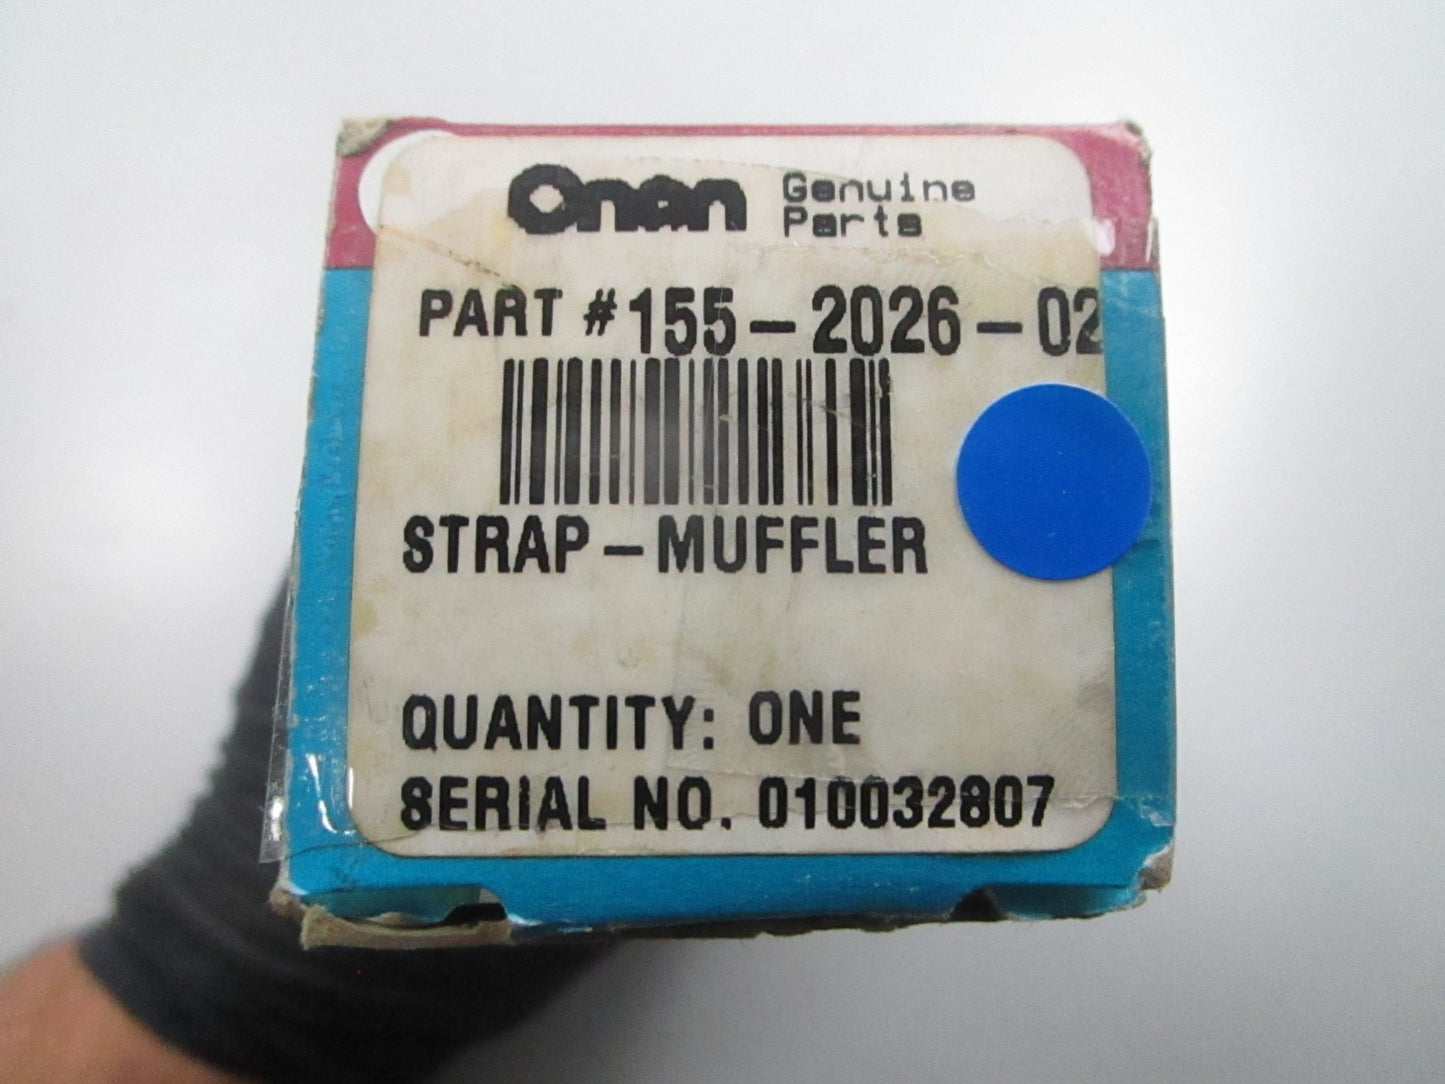 Onan Genuine
Parts
PART #155-2026-02
STRAP-MUFFLER
QUANTITY: ONE
SERIAL NO. 010032807